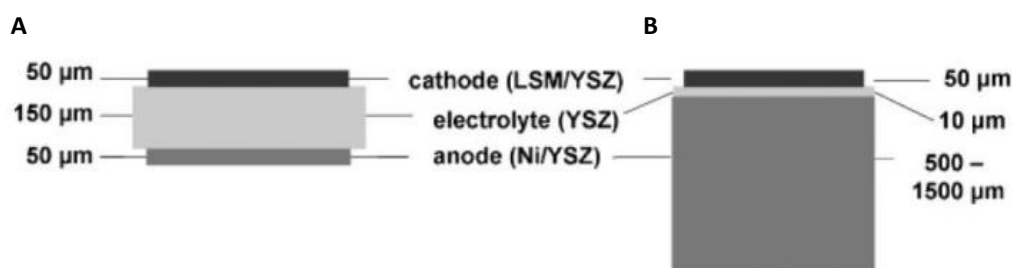 A
B
50 µm
cathode (LSM/YSZ)
50 µm
150 µm
electrolyte (YSZ)
10 µm
50 µm
anode (Ni/YSZ)
500 –
1500 µm